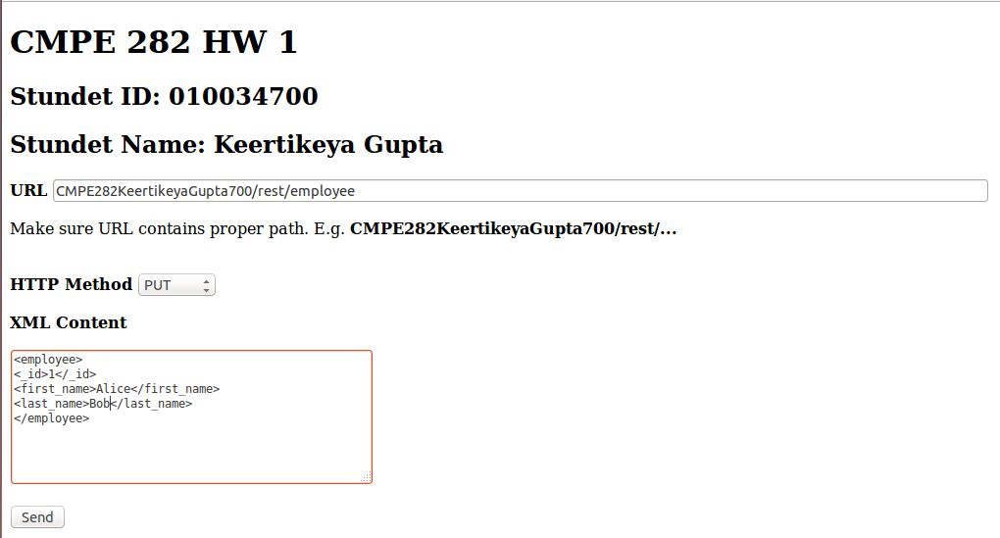 CMPE 282 HW 1
Stundet ID: 010034700
Stundet Name: Keertikeya Gupta
URL CMPE282KeertikeyaGupta700/rest/employee
Make sure URL contains proper path. E.g. CMPE282KeertikeyaGupta700/rest/...
HTTP Method PUT
XML Content
<employee>
<_id>1</_id>
<first_name>Alice</first_name>
<last_name>Bob</last_name>
</employee>
Send